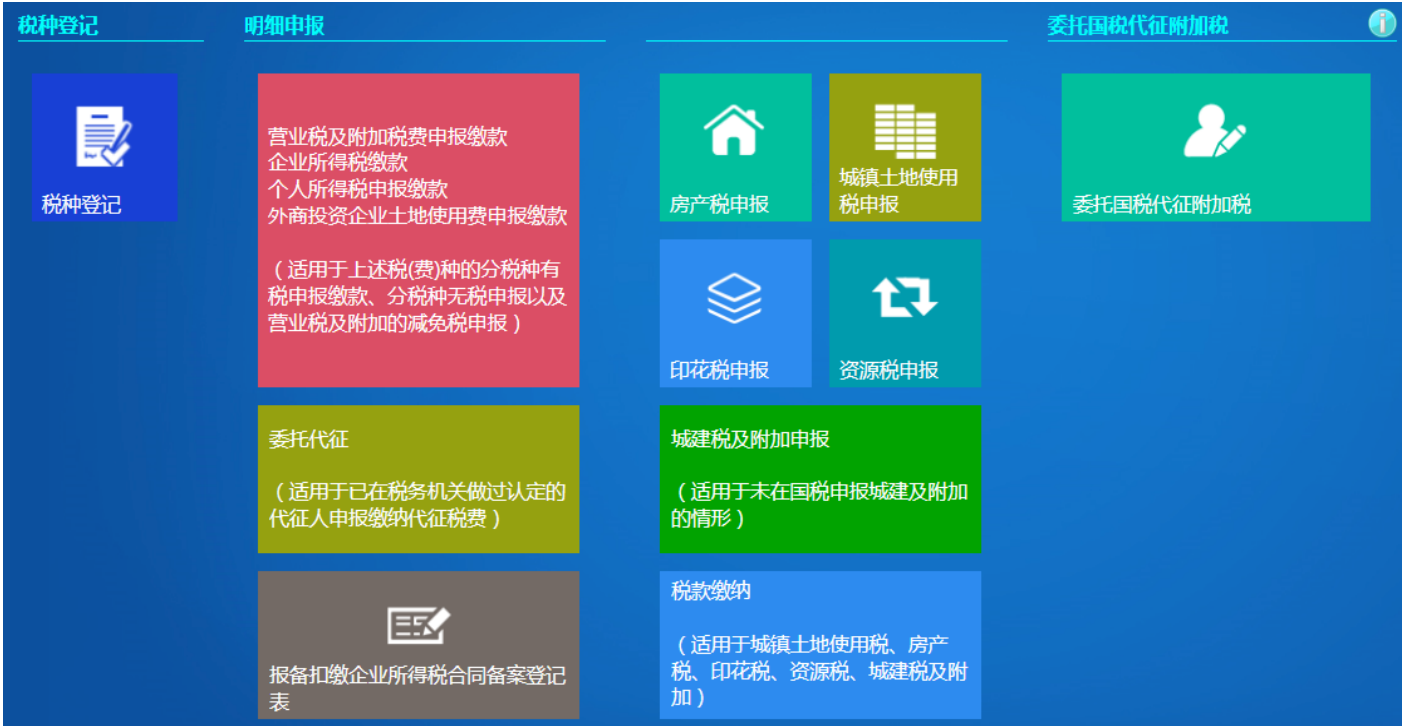 税种登记
明细申报
委托国税代征附加税
税种登记
营业税及附加税费申报缴款
企业所得税缴款
个人所得税申报缴款
外商投资企业土地使用费申报缴款
（适用于上述税(费)种的分税种有
税申报缴款、分税种无税申报以及
营业税及附加的减免税申报）
委托代征
（适用于已在税务机关做过认定的
代征人申报缴纳代征税费）
报备扣缴企业所得税合同备案登记
表
房产税申报
城镇土地使用
税申报
印花税申报
资源税申报
城建税及附加申报
（适用于未在国税申报城建及附加
的情形）
税款缴纳
（适用于城镇土地使用税、房产
税、印花税、资源税、城建税及附
加）
委托国税代征附加税